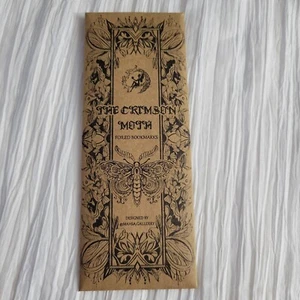 THE CRIMSON
MOTH
FOILED BOOKMARKS
DESIGNED BY